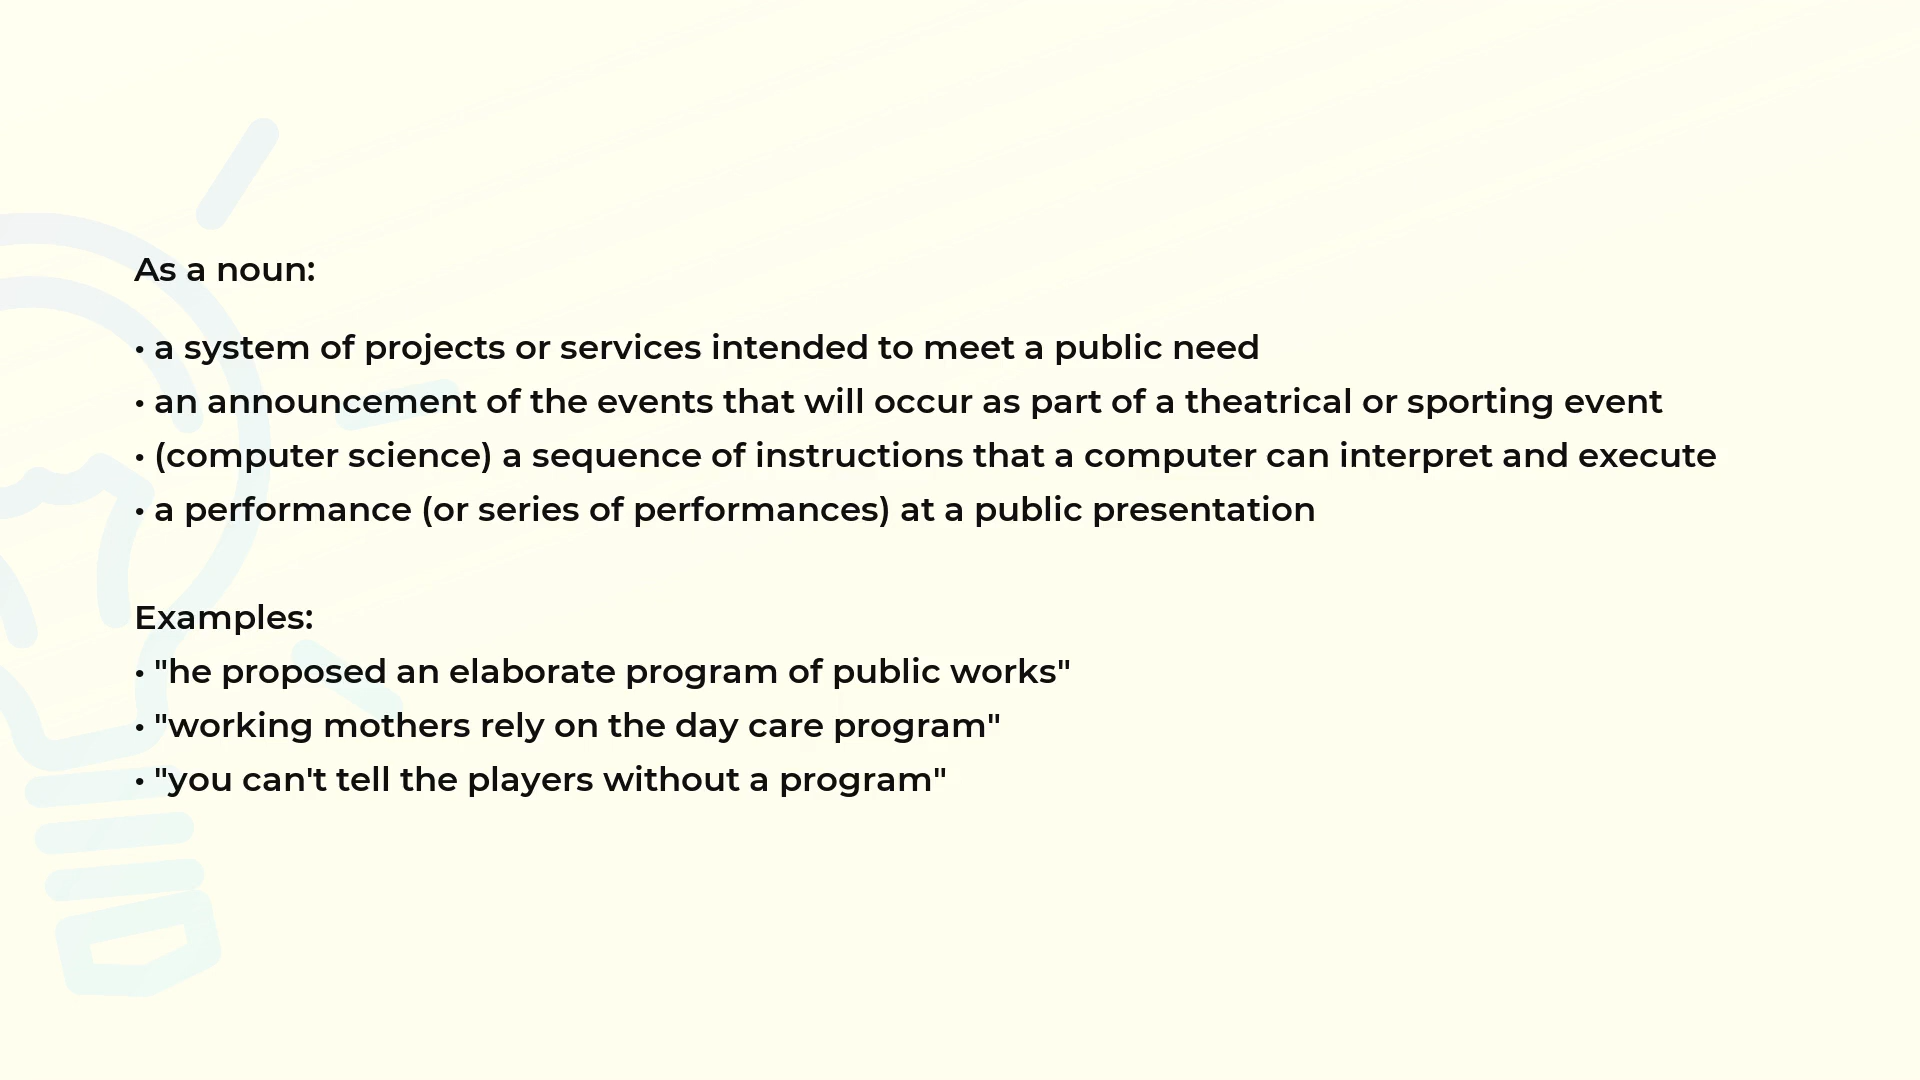 As a noun:
• a system of projects or services intended to meet a public need
• an announcement of the events that will occur as part of a theatrical or sporting event
• (computer science) a sequence of instructions that a computer can interpret and execute
• a performance (or series of performances) at a public presentation
Examples:
• "he proposed an elaborate program of public works"
• "working mothers rely on the day care program"
• "you can't tell the players without a program"